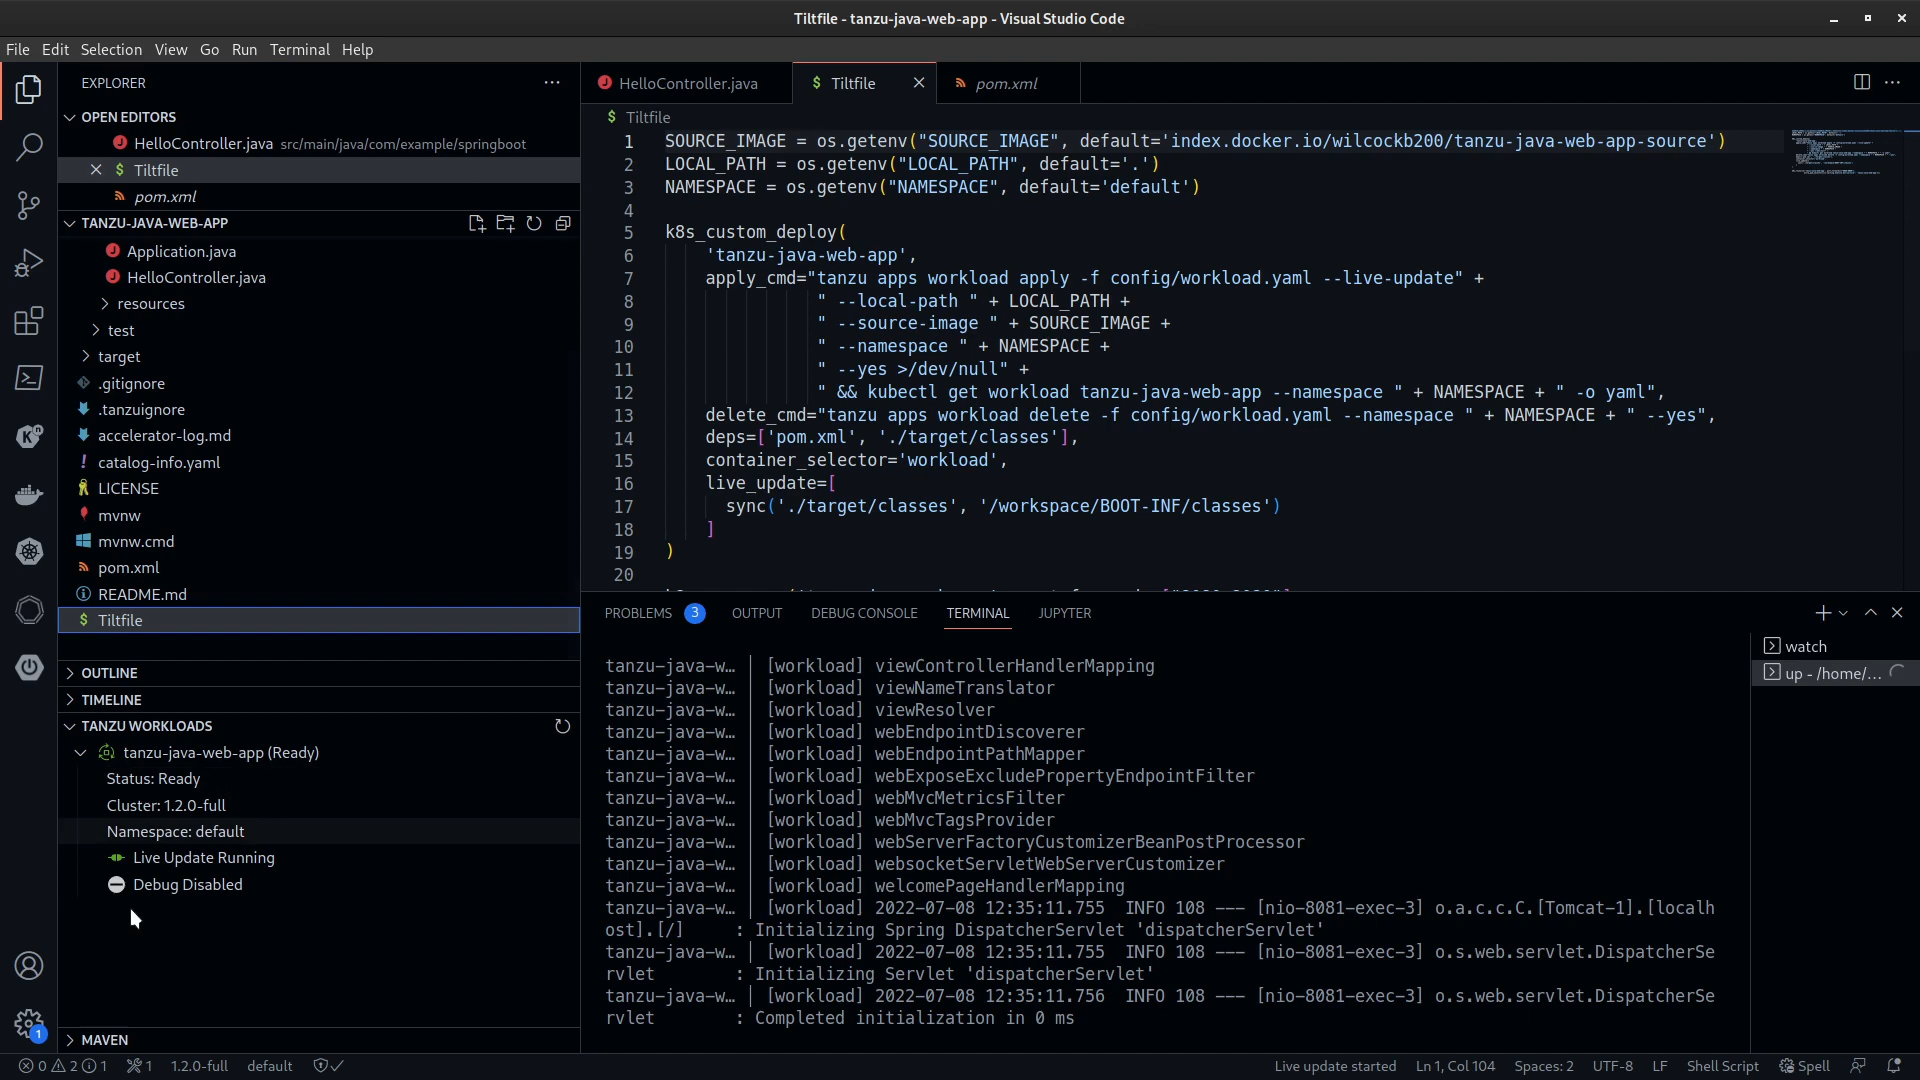 Tiltfile - tanzu-java-web-app - Visual Studio Code
File Edit Selection View Go Run Terminal Help
EXPLORER
OPEN EDITORS
HelloController.java src/main/java/com/example/springboot
Tiltfile
pom.xml
TANZU-JAVA-WEB-APP
Application.java
HelloController.java
resources
test
target
.gitignore
.tanzuignore
accelerator-log.md
catalog-info.yaml
LICENSE
mvnw
mvnw.cmd
pom.xml
README.md
Tiltfile
OUTLINE
TIMELINE
TANZU WORKLOADS
tanzu-java-web-app (Ready)
Status: Ready
Cluster: 1.2.0-full
Namespace: default
Live Update Running
Debug Disabled
MAVEN
HelloController.java Tiltfile pom.xml
Tiltfile
1 SOURCE_IMAGE = os.getenv("SOURCE_IMAGE", default='index.docker.io/wilcockb200/tanzu-java-web-app-source')
2 LOCAL_PATH = os.getenv("LOCAL_PATH", default='.')
3 NAMESPACE = os.getenv("NAMESPACE", default='default')
4
5 k8s_custom_deploy(
6 'tanzu-java-web-app',
7 apply_cmd="tanzu apps workload apply -f config/workload.yaml --live-update" +
8 " --local-path " + LOCAL_PATH +
9 " --source-image " + SOURCE_IMAGE +
10 " --namespace " + NAMESPACE +
11 " --yes >/dev/null" +
12 " && kubectl get workload tanzu-java-web-app --namespace " + NAMESPACE + " -o yaml",
13 delete_cmd="tanzu apps workload delete -f config/workload.yaml --namespace " + NAMESPACE + " --yes",
14 deps=['pom.xml', './target/classes'],
15 container_selector='workload',
16 live_update=[
17 sync('./target/classes', '/workspace/BOOT-INF/classes')
18 ]
19 )
20
PROBLEMS 3 OUTPUT DEBUG CONSOLE TERMINAL JUPYTER
tanzu-java-w… │ [workload] viewControllerHandlerMapping
tanzu-java-w… │ [workload] viewNameTranslator
tanzu-java-w… │ [workload] viewResolver
tanzu-java-w… │ [workload] webEndpointDiscoverer
tanzu-java-w… │ [workload] webEndpointPathMapper
tanzu-java-w… │ [workload] webExposeExcludePropertyEndpointFilter
tanzu-java-w… │ [workload] webMvcMetricsFilter
tanzu-java-w… │ [workload] webMvcTagsProvider
tanzu-java-w… │ [workload] webServerFactoryCustomizerBeanPostProcessor
tanzu-java-w… │ [workload] websocketServletWebServerCustomizer
tanzu-java-w… │ [workload] welcomePageHandlerMapping
tanzu-java-w… │ [workload] 2022-07-08 12:35:11.755 INFO 108 --- [nio-8081-exec-3] o.a.c.c.C.[Tomcat-1].[localh
ost].[/] : Initializing Spring DispatcherServlet 'dispatcherServlet'
tanzu-java-w… │ [workload] 2022-07-08 12:35:11.755 INFO 108 --- [nio-8081-exec-3] o.s.web.servlet.DispatcherSe
rvlet : Initializing Servlet 'dispatcherServlet'
tanzu-java-w… │ [workload] 2022-07-08 12:35:11.756 INFO 108 --- [nio-8081-exec-3] o.s.web.servlet.DispatcherSe
rvlet : Completed initialization in 0 ms
watch
up - /home/…
0 2 1 1 1.2.0-full default Live update started Ln 1, Col 104 Spaces: 2 UTF-8 LF Shell Script Spell
1